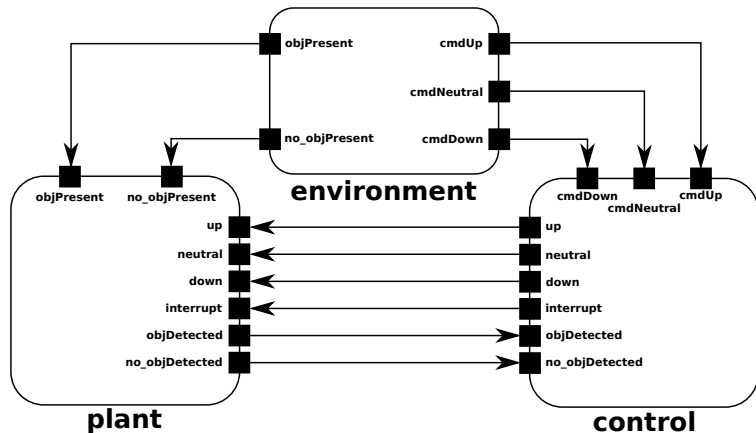 objPresent
cmdUp
cmdNeutral
no_objPresent
cmdDown
environment
objPresent
no_objPresent
cmdDown
cmdUp
cmdNeutral
up
neutral
down
interrupt
objDetected
no_objDetected
plant
up
neutral
down
interrupt
objDetected
no_objDetected
control